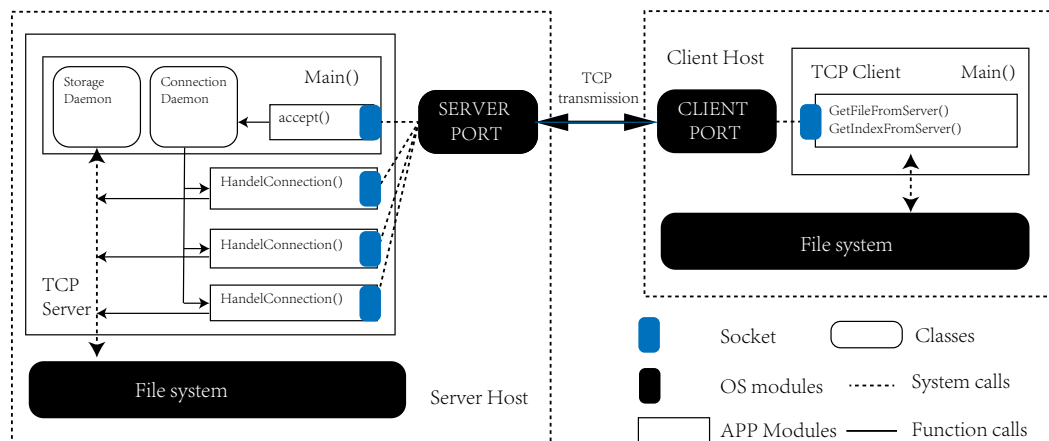 Storage
Daemon
Connection
Daemon
Main()
accept()
HandelConnection()
HandelConnection()
HandelConnection()
TCP
Server
File system
Server Host
SERVER
PORT
TCP
transmission
Client Host
CLIENT
PORT
TCP Client
Main()
GetFileFromServer()
GetIndexFromServer()
File system
Socket
Classes
OS modules
System calls
APP Modules
Function calls